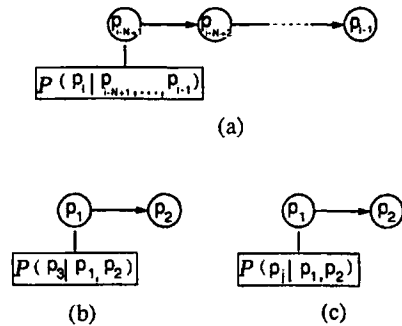 p_{i-N+1} p_{i-N+2} p_{i-1}
P ( p_i | p_{i-N+1}, ..., p_{i-1} )
(a)
p_1 p_2 p_1 p_2
P ( p_3 | p_1, p_2 ) P ( p_j | p_1, p_2 )
(b) (c)